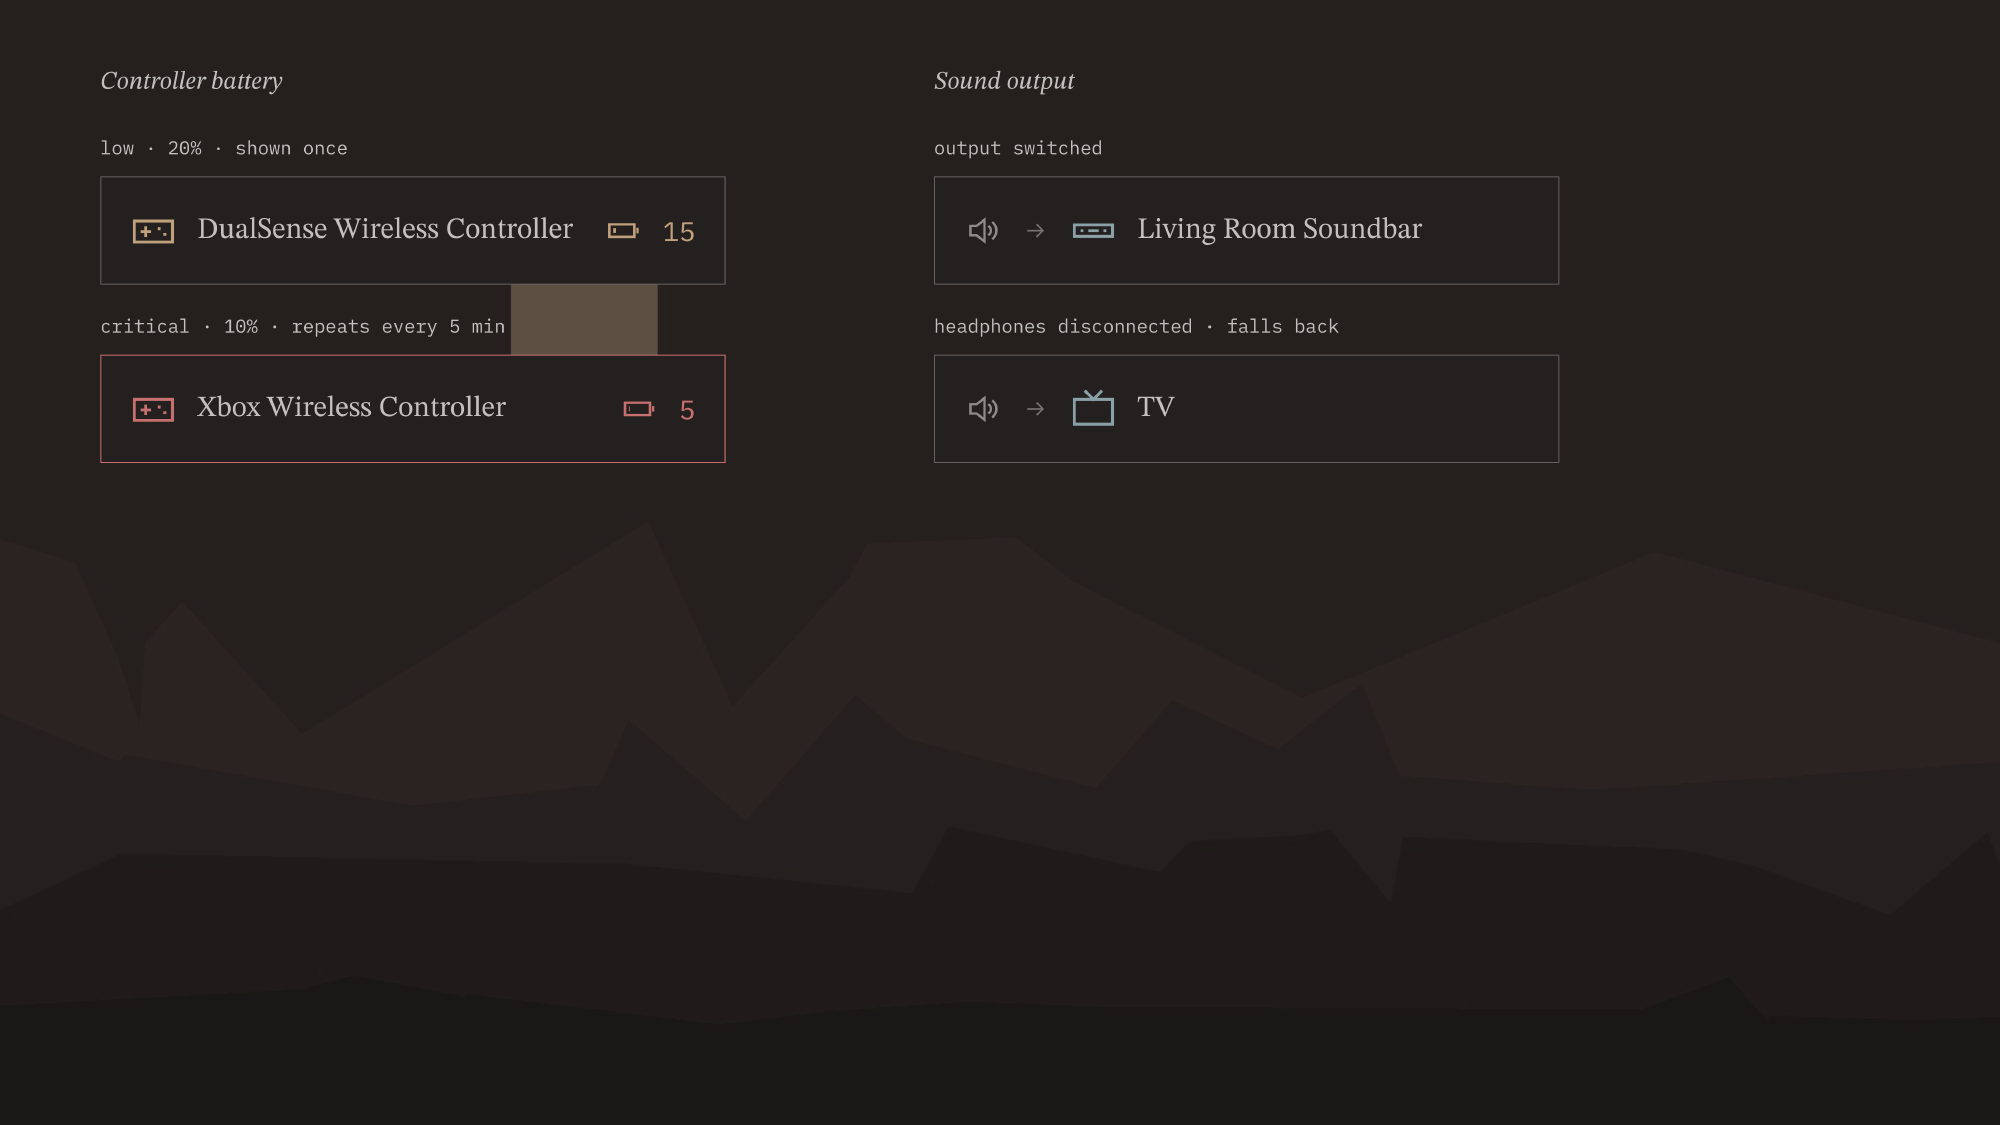 Controller battery
low · 20% · shown once
DualSense Wireless Controller 15
critical · 10% · repeats every 5 min
Xbox Wireless Controller 5
Sound output
output switched
Living Room Soundbar
headphones disconnected · falls back
TV